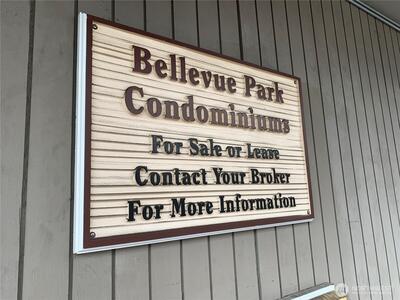 Bellevue Park
Condominiums
For Sale or Lease
Contact Your Broker
For More Information